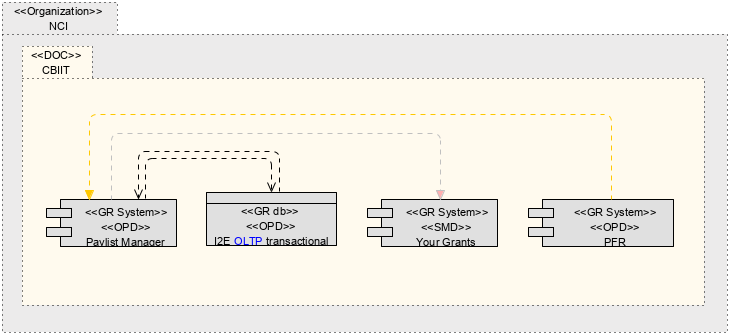 <<Organization>>
NCI
<<DOC>>
CBIIT
<<GR System>>
<<OPD>>
Paylist Manager
<<GR db>>
<<OPD>>
I2E OLTP transactional
<<GR System>>
<<SMD>>
Your Grants
<<GR System>>
<<OPD>>
PFR